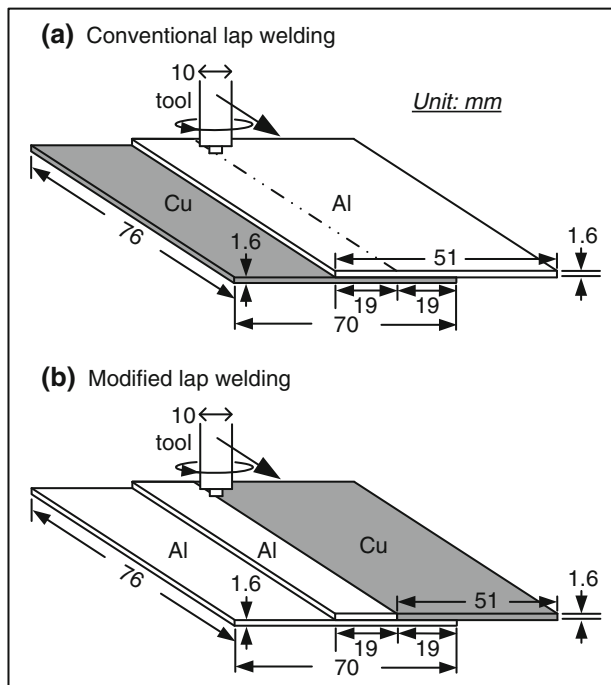 (a) Conventional lap welding
10
tool
Unit: mm
Cu
Al
76
1.6
51
1.6
19
19
70
(b) Modified lap welding
10
tool
Al
Al
Cu
76
1.6
51
1.6
19
19
70